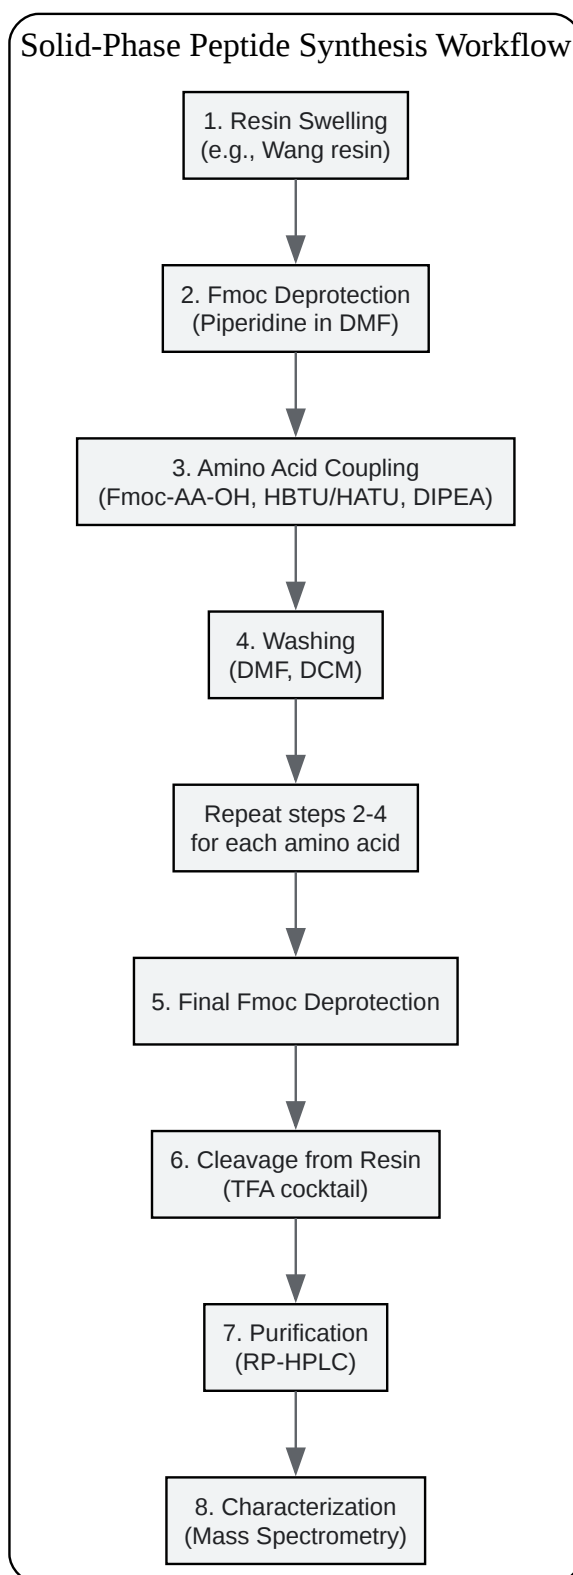 Solid-Phase Peptide Synthesis Workflow
1. Resin Swelling
(e.g., Wang resin)
2. Fmoc Deprotection
(Piperidine in DMF)
3. Amino Acid Coupling
(Fmoc-AA-OH, HBTU/HATU, DIPEA)
4. Washing
(DMF, DCM)
Repeat steps 2-4
for each amino acid
5. Final Fmoc Deprotection
6. Cleavage from Resin
(TFA cocktail)
7. Purification
(RP-HPLC)
8. Characterization
(Mass Spectrometry)